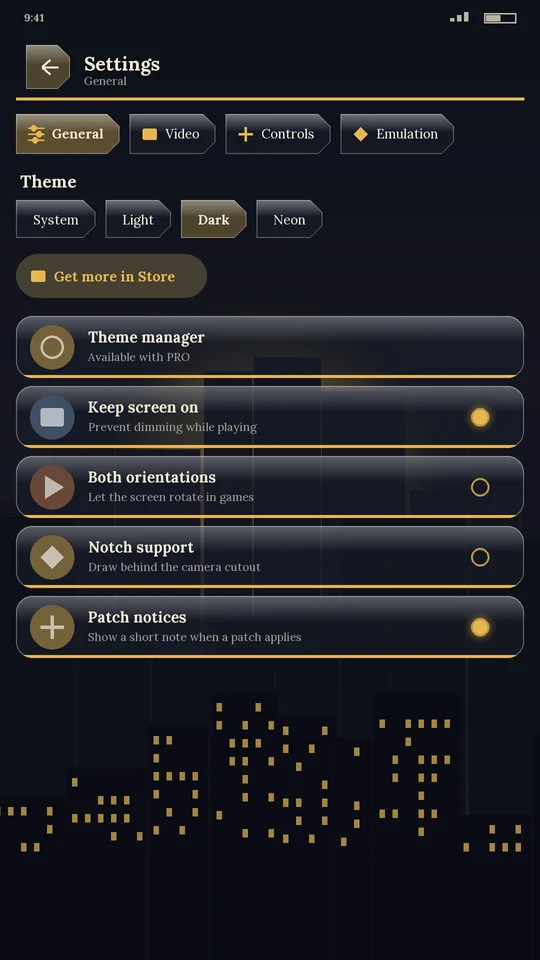 9:41
Settings
General
General
Video
Controls
Emulation
Theme
System
Light
Dark
Neon
Get more in Store
Theme manager
Available with PRO
Keep screen on
Prevent dimming while playing
Both orientations
Let the screen rotate in games
Notch support
Draw behind the camera cutout
Patch notices
Show a short note when a patch applies